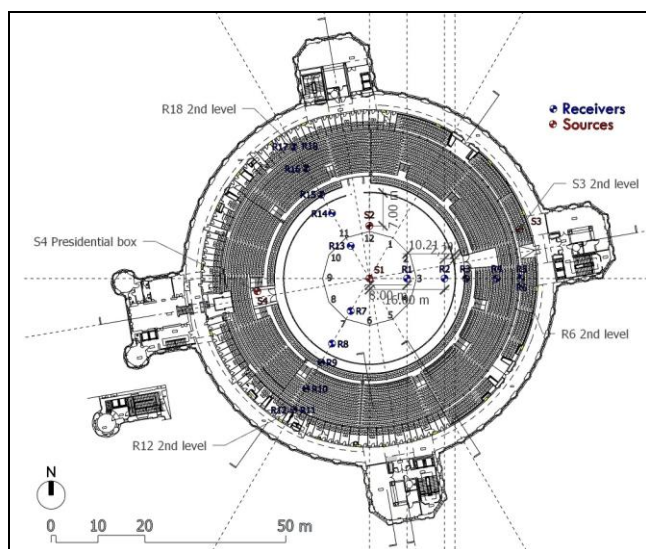 R18 2nd level
Receivers
Sources
R17
R18
R16
S3 2nd level
R15
S3
R14
S2
7.00 m
S4 Presidential box
11
12
1
R13
10.21 m
10
9
S1
R1
3
R2
R3
R4
R5
S4
8.00 m
16.00 m
8
R7
7
6
5
R8
R6 2nd level
R9
R10
R12
R11
R12 2nd level
N
0 10 20 50 m